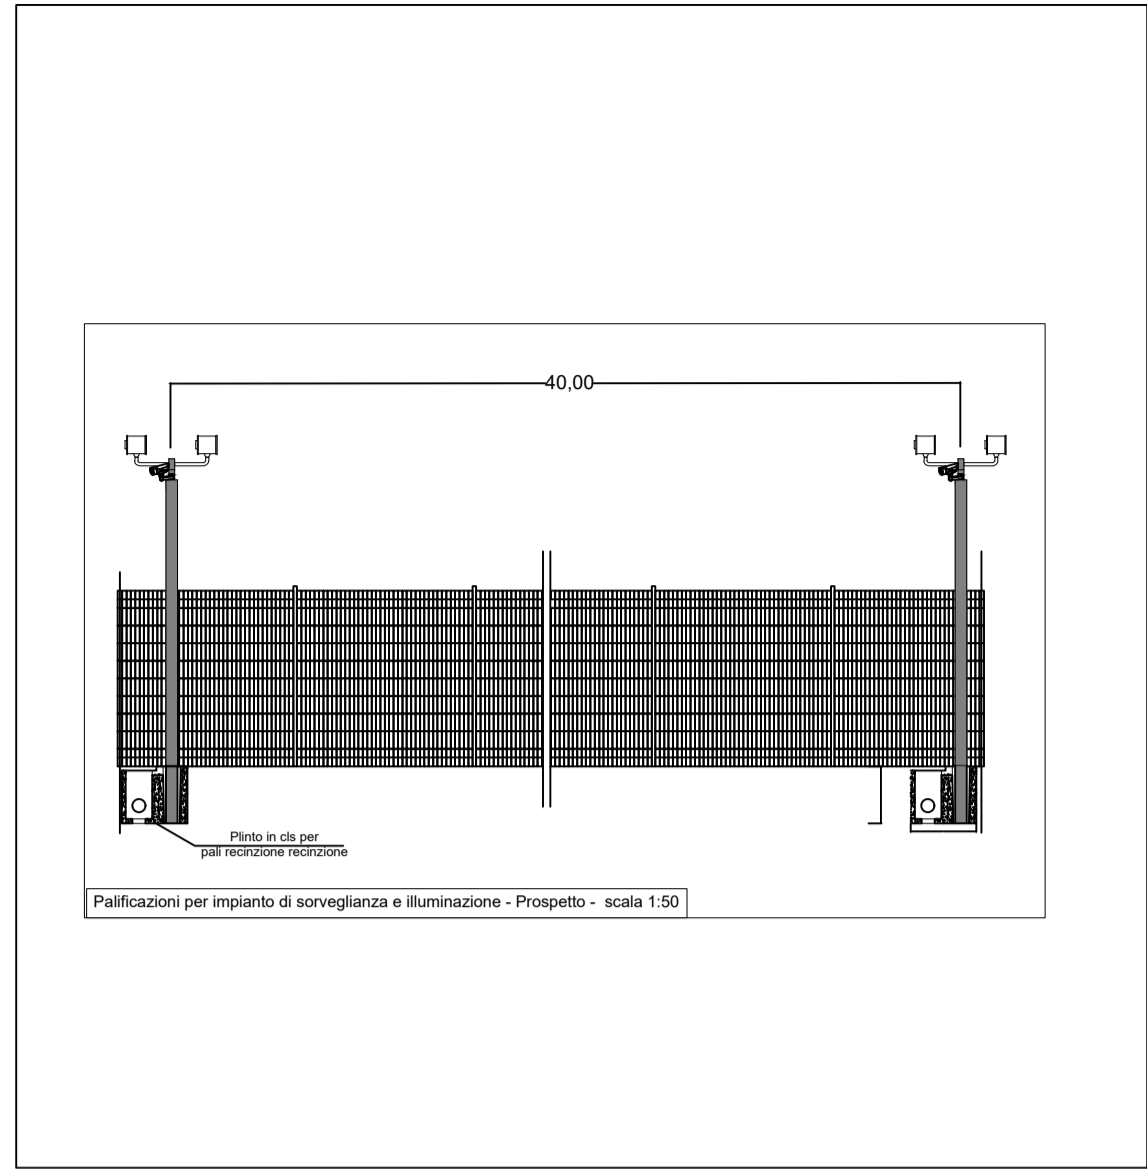 40,00
Plinto in cls per
pali recinzione recinzione
Palificazioni per impianto di sorveglianza e illuminazione - Prospetto - scala 1:50